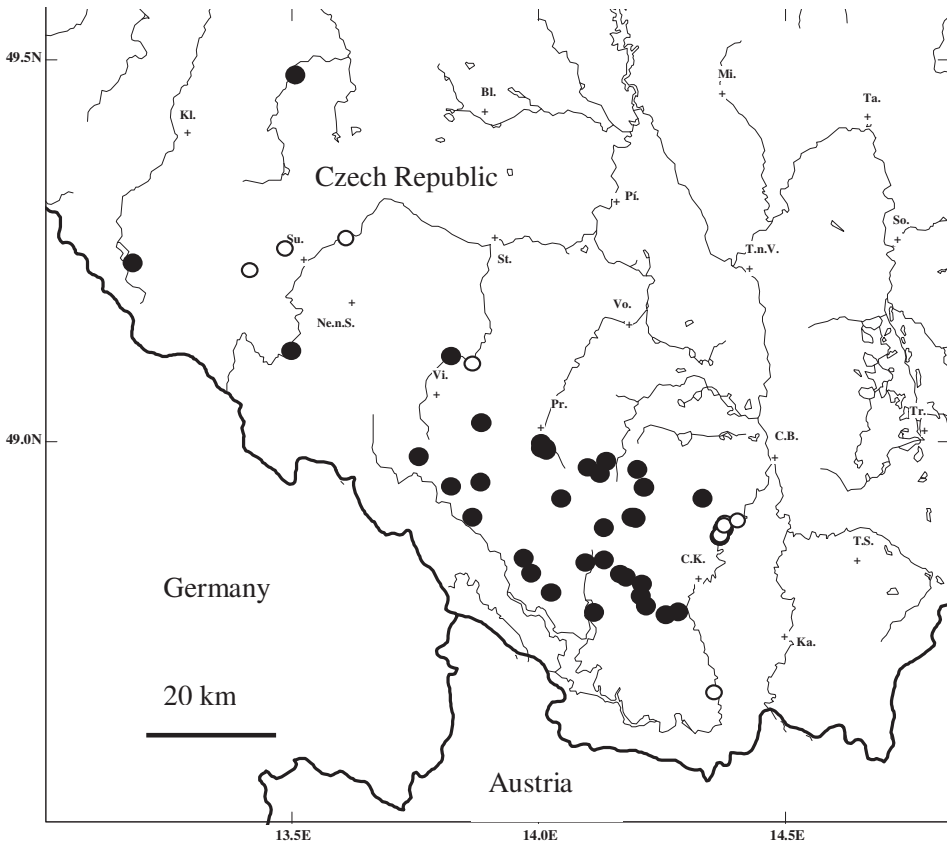 49.5N
Mi.
Bl.
Ta.
Kl.
Czech Republic
Pí.
Su.
So.
St.
T.n.V.
Ne.n.S.
Vo.
Vi.
Pr.
Tr.
49.0N
C.B.
T.S.
C.K.
Germany
Ka.
20 km
Austria
13.5E
14.0E
14.5E